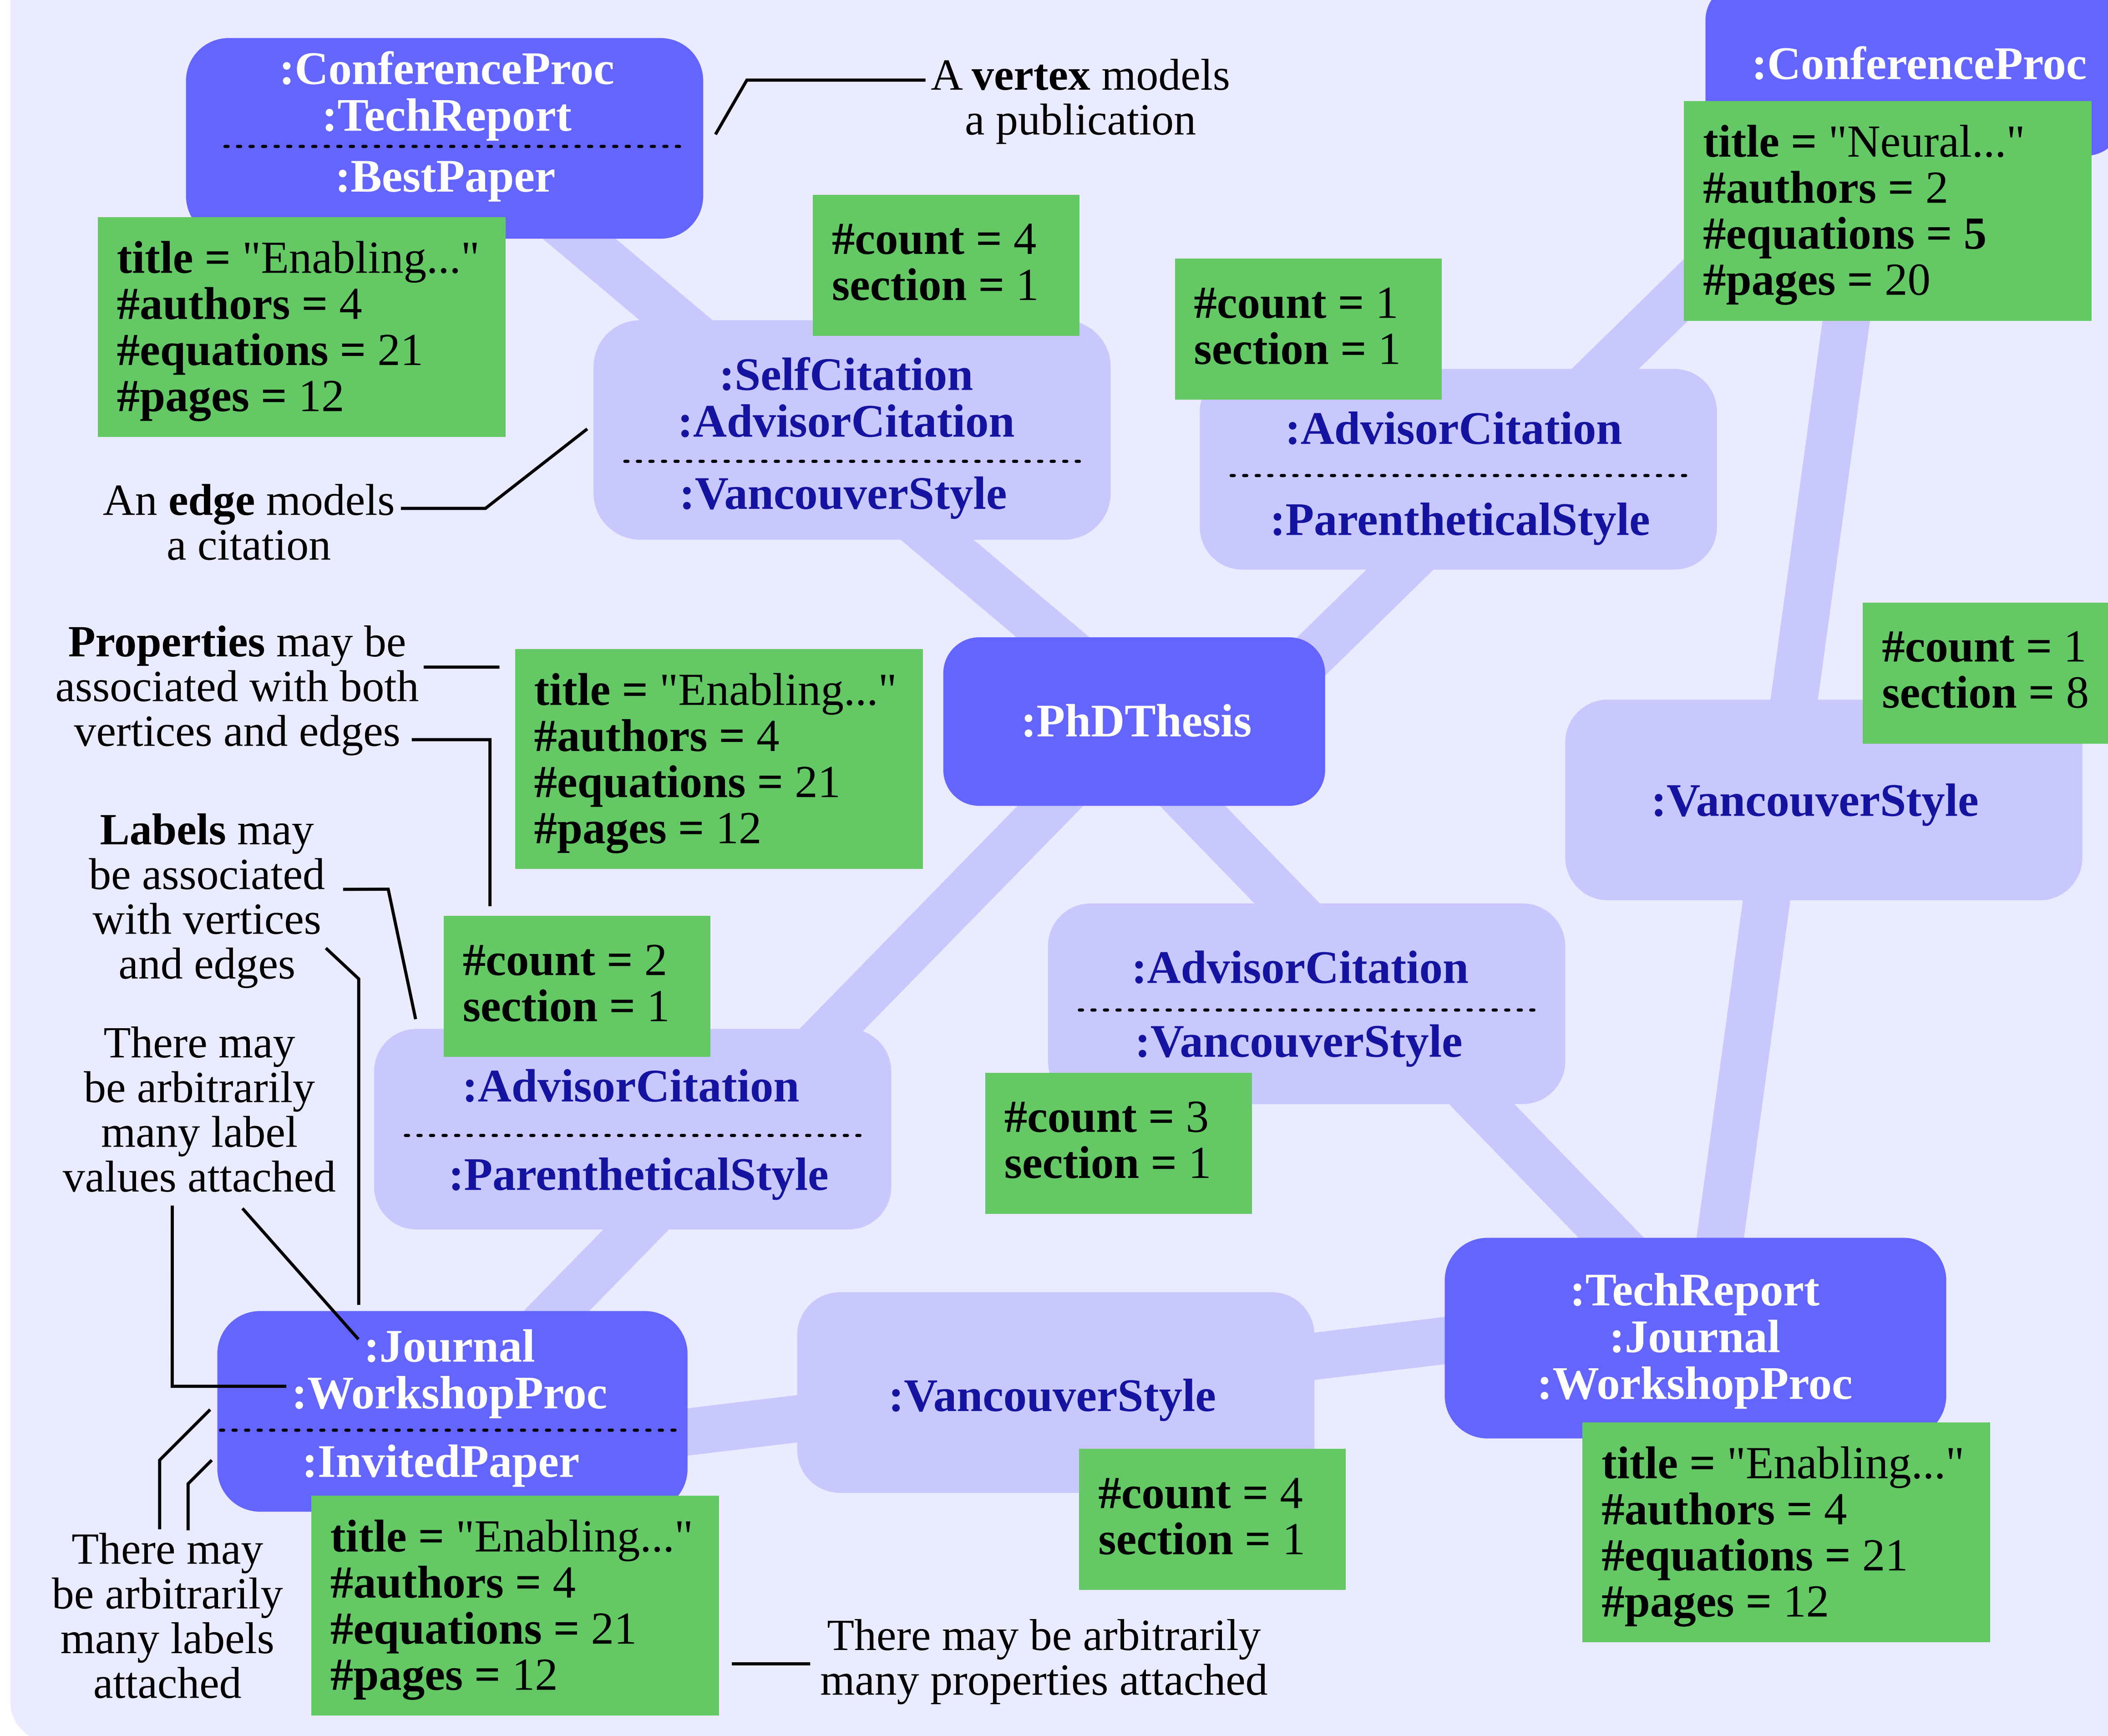 :ConferenceProc
:TechReport
:BestPaper
title = "Enabling..."
#authors = 4
#equations = 21
#pages = 12
A vertex models
a publication
:ConferenceProc
title = "Neural..."
#authors = 2
#equations = 5
#pages = 20
#count = 4
section = 1
:SelfCitation
:AdvisorCitation
:VancouverStyle
#count = 1
section = 1
:AdvisorCitation
:ParentheticalStyle
An edge models
a citation
Properties may be
associated with both
vertices and edges
title = "Enabling..."
#authors = 4
#equations = 21
#pages = 12
:PhDThesis
#count = 1
section = 8
:VancouverStyle
Labels may
be associated
with vertices
and edges
#count = 2
section = 1
:AdvisorCitation
:ParentheticalStyle
:AdvisorCitation
:VancouverStyle
#count = 3
section = 1
There may
be arbitrarily
many label
values attached
:Journal
:WorkshopProc
:InvitedPaper
title = "Enabling..."
#authors = 4
#equations = 21
#pages = 12
:VancouverStyle
#count = 4
section = 1
:TechReport
:Journal
:WorkshopProc
title = "Enabling..."
#authors = 4
#equations = 21
#pages = 12
There may
be arbitrarily
many labels
attached
There may be arbitrarily
many properties attached